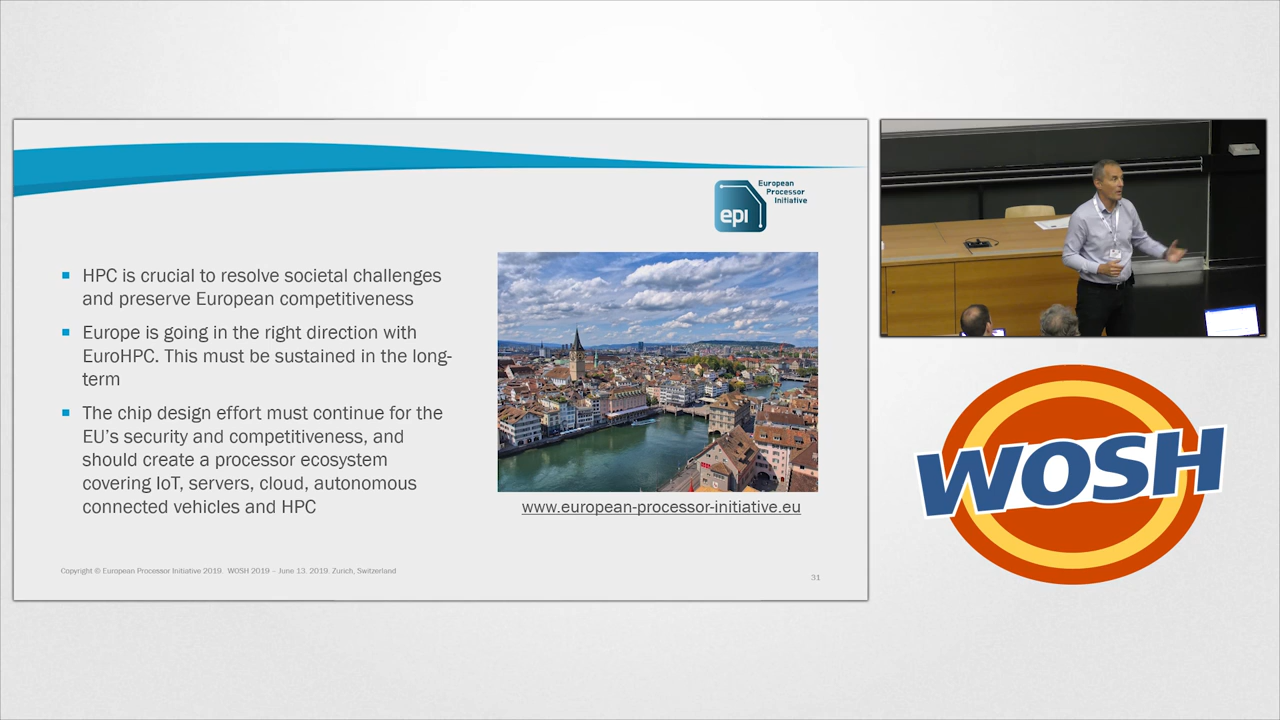 European
Processor
Initiative
epi
HPC is crucial to resolve societal challenges
and preserve European competitiveness
Europe is going in the right direction with
EuroHPC. This must be sustained in the long-
term
The chip design effort must continue for the
EU's security and competitiveness, and
should create a processor ecosystem
covering IoT, servers, cloud, autonomous
connected vehicles and HPC
www.european-processor-initiative.eu
Copyright © European Processor Initiative 2019. WOSH 2019 – June 13. 2019. Zurich, Switzerland
31
WOSH